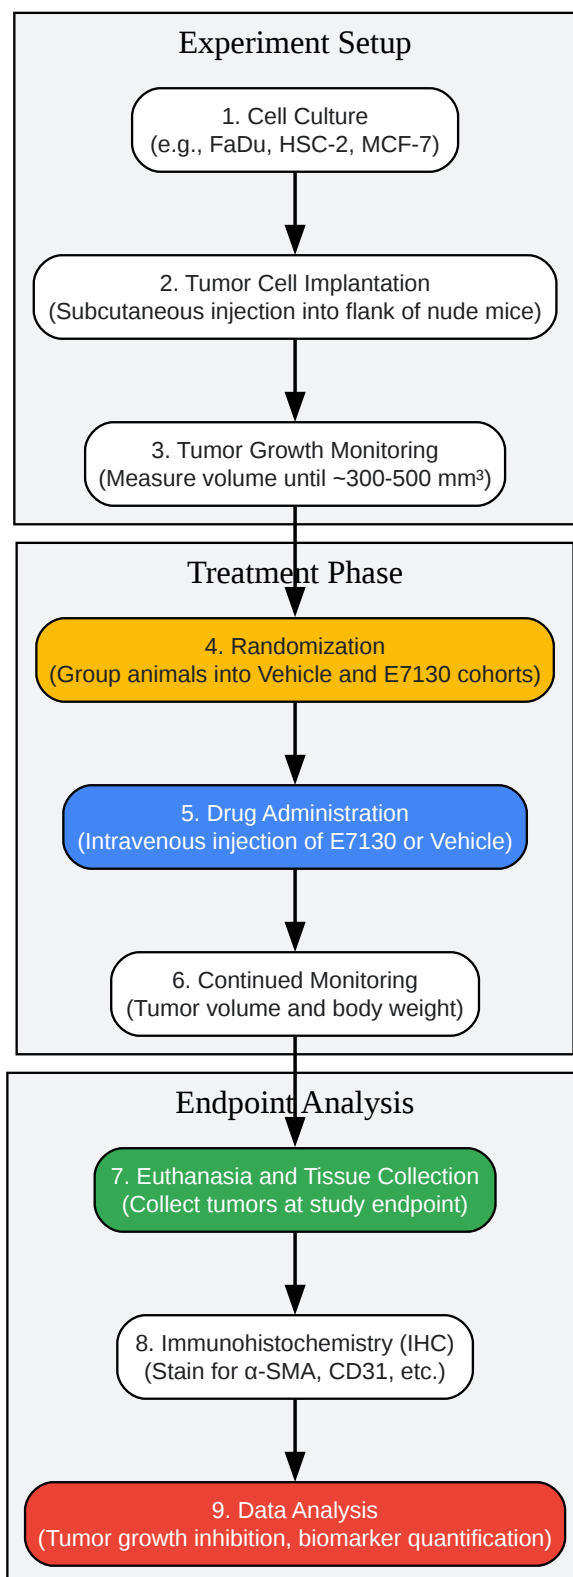 Experiment Setup
1. Cell Culture
(e.g., FaDu, HSC-2, MCF-7)
2. Tumor Cell Implantation
(Subcutaneous injection into flank of nude mice)
3. Tumor Growth Monitoring
(Measure volume until ~300-500 mm³)
Treatment Phase
4. Randomization
(Group animals into Vehicle and E7130 cohorts)
5. Drug Administration
(Intravenous injection of E7130 or Vehicle)
6. Continued Monitoring
(Tumor volume and body weight)
Endpoint Analysis
7. Euthanasia and Tissue Collection
(Collect tumors at study endpoint)
8. Immunohistochemistry (IHC)
(Stain for α-SMA, CD31, etc.)
9. Data Analysis
(Tumor growth inhibition, biomarker quantification)